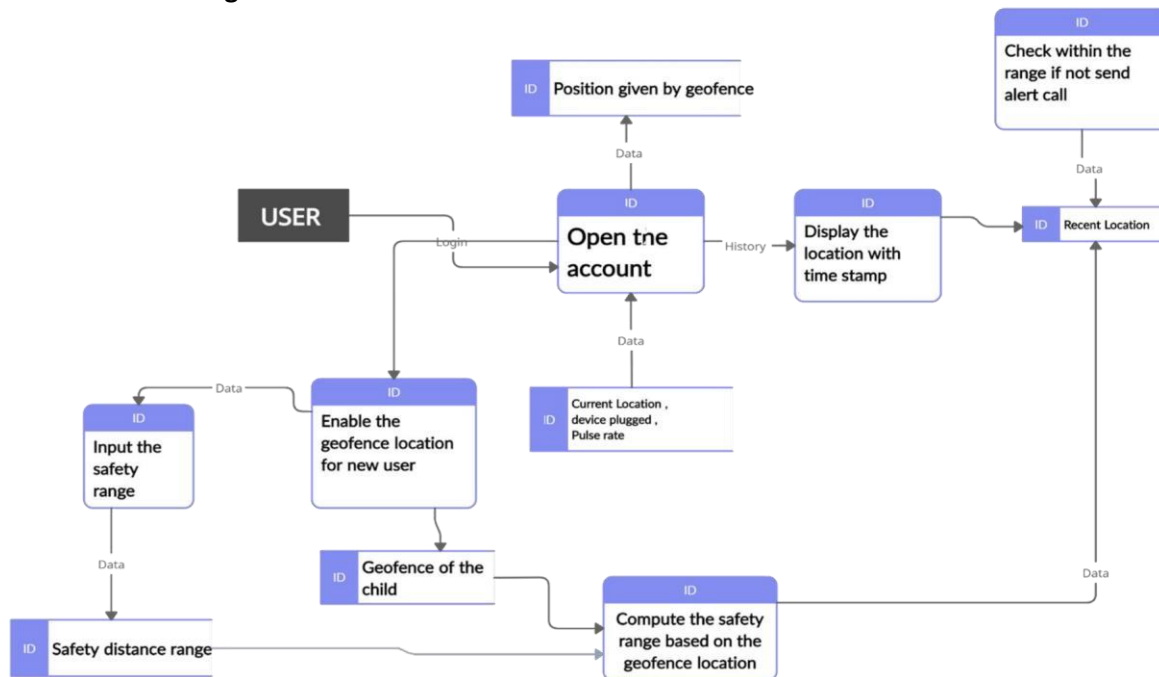 g
ID
Check within the
range if not send
alert call
ID
Position given by geofence
Data
Data
USER
Login
ID
Open the
account
History
ID
Display the
location with
time stamp
ID
Recent Location
Data
Data
ID
Enable the
geofence location
for new user
ID
Current Location ,
device plugged ,
Pulse rate
ID
Input the
safety
range
Data
ID
Geofence of the
child
Data
ID
Compute the safety
range based on the
geofence location
ID
Safety distance range